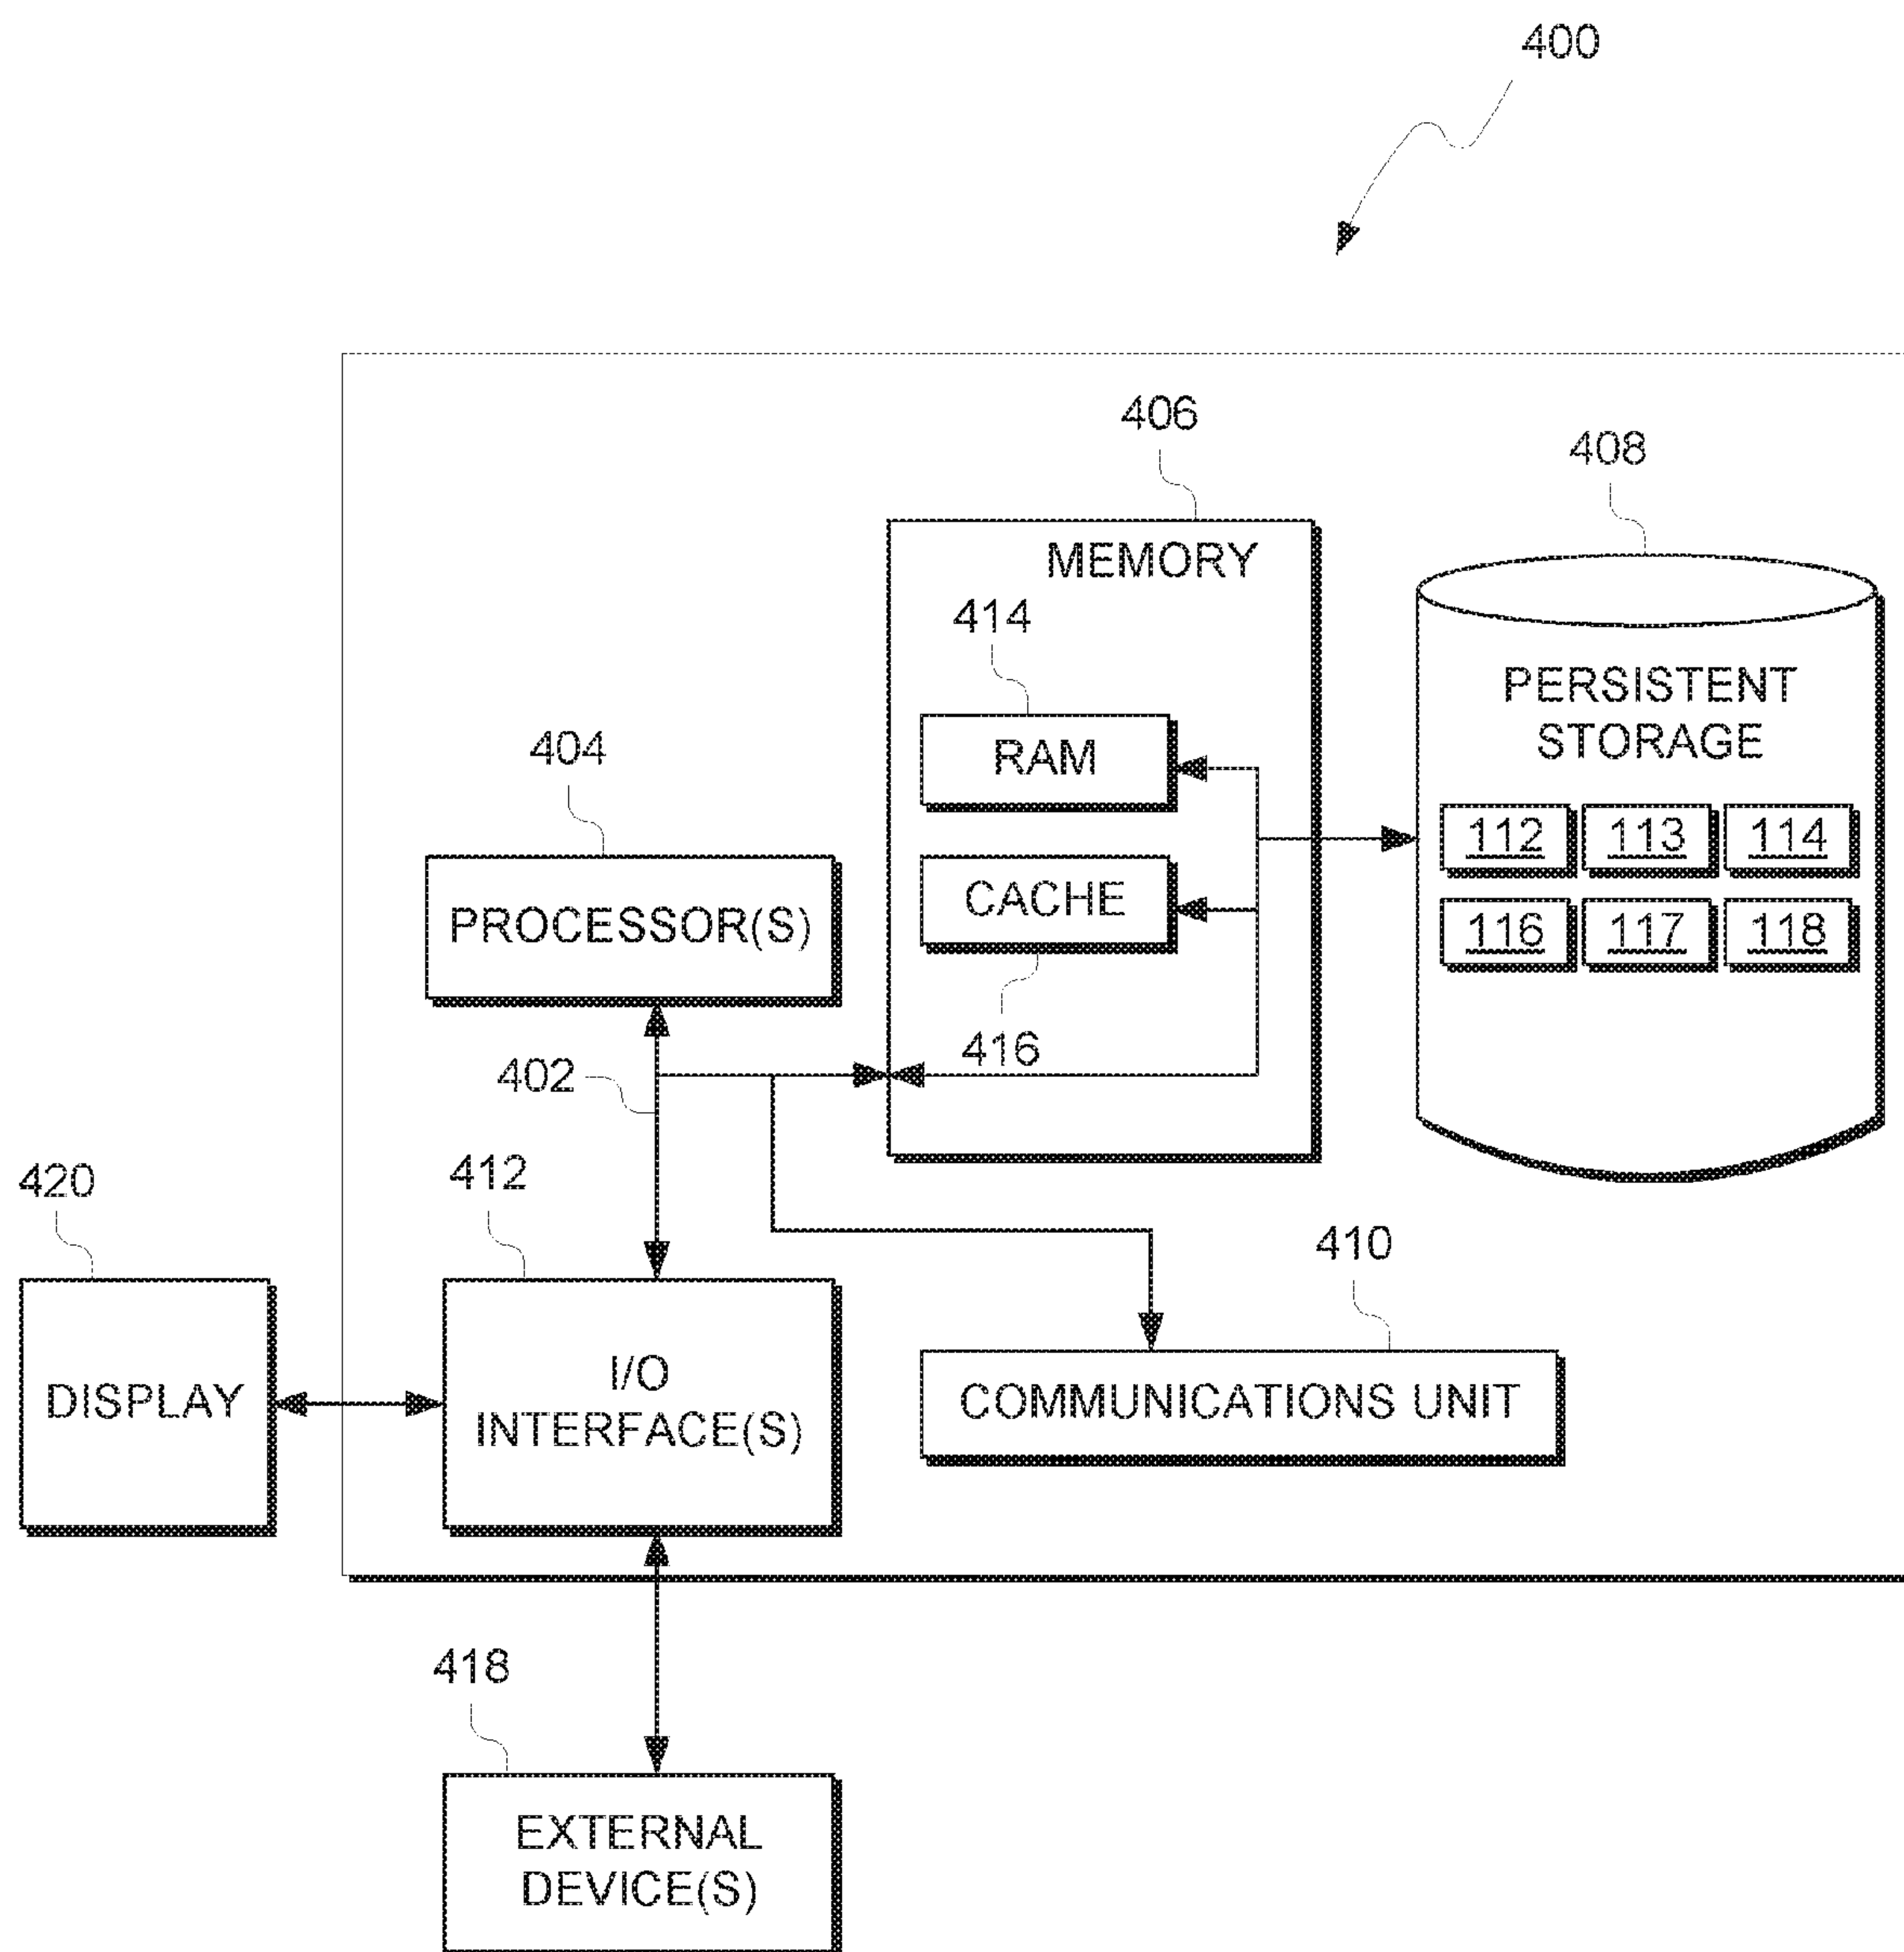 400
406
408
MEMORY
414
PERSISTENT
STORAGE
RAM
404
112 113 114
CACHE
PROCESSOR(S)
116 117 118
416
402
420
412
410
I/O
INTERFACE(S)
DISPLAY
COMMUNICATIONS UNIT
418
EXTERNAL
DEVICE(S)